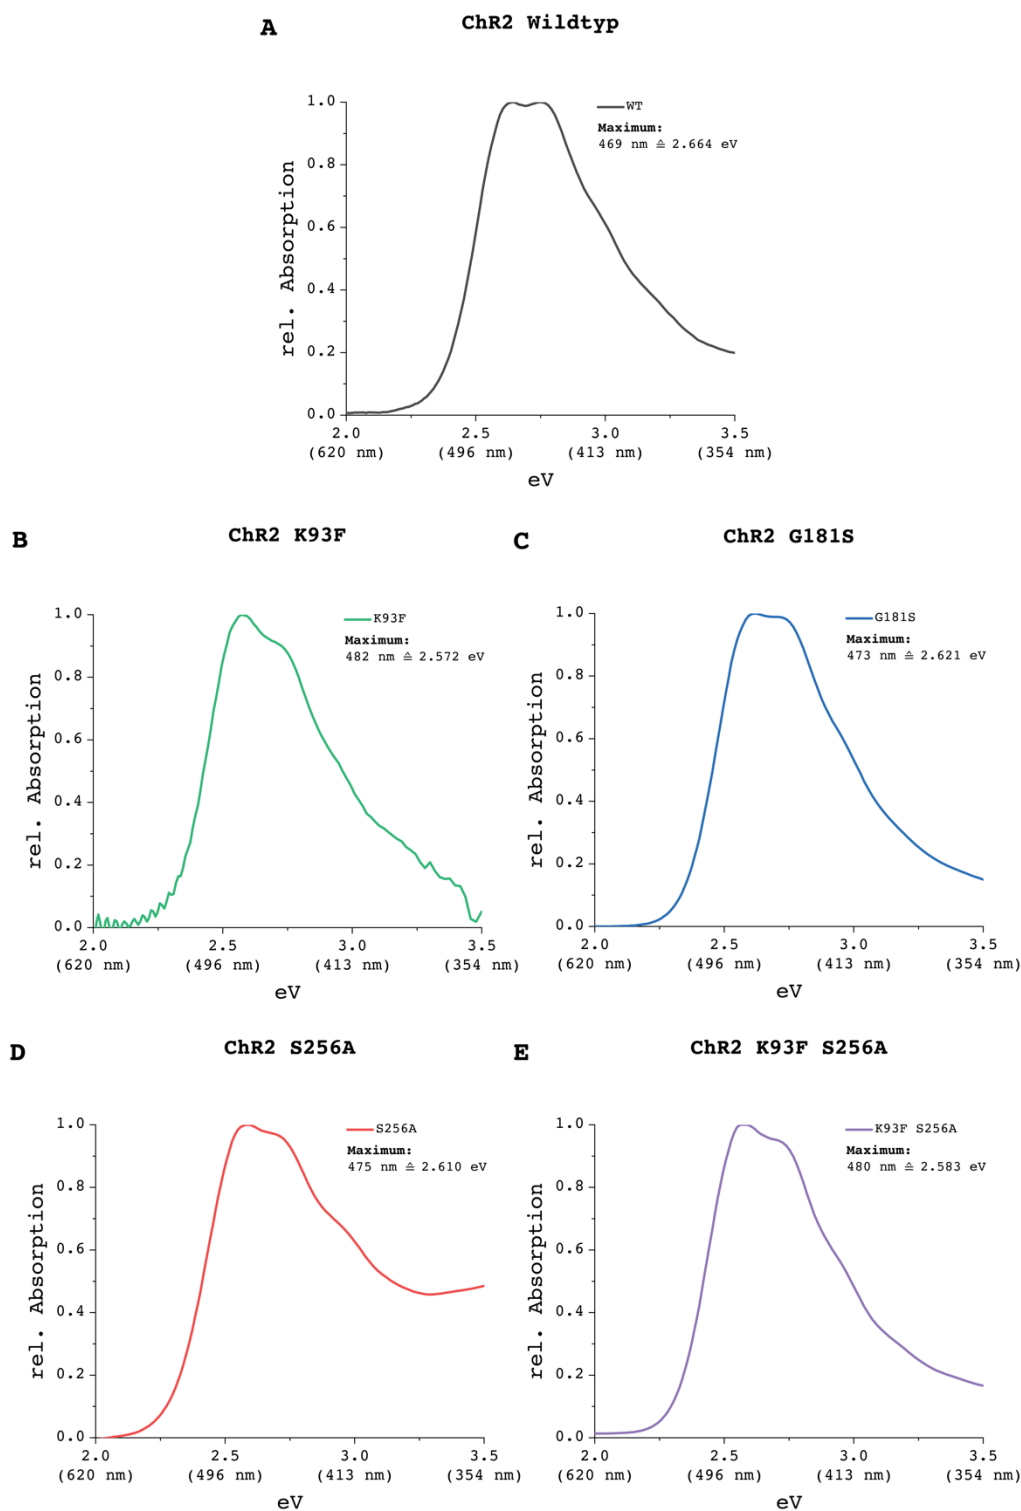 A
ChR2 Wildtyp
WT
Maximum:
469 nm ≙ 2.664 eV
rel. Absorption
1.0
0.8
0.6
0.4
0.2
0.0
2.0 2.5 3.0 3.5
(620 nm) (496 nm) (413 nm) (354 nm)
eV
B
ChR2 K93F
K93F
Maximum:
482 nm ≙ 2.572 eV
rel. Absorption
1.0
0.8
0.6
0.4
0.2
0.0
2.0 2.5 3.0 3.5
(620 nm) (496 nm) (413 nm) (354 nm)
eV
C
ChR2 G181S
G181S
Maximum:
473 nm ≙ 2.621 eV
rel. Absorption
1.0
0.8
0.6
0.4
0.2
0.0
2.0 2.5 3.0 3.5
(620 nm) (496 nm) (413 nm) (354 nm)
eV
D
ChR2 S256A
S256A
Maximum:
475 nm ≙ 2.610 eV
rel. Absorption
1.0
0.8
0.6
0.4
0.2
0.0
2.0 2.5 3.0 3.5
(620 nm) (496 nm) (413 nm) (354 nm)
eV
E
ChR2 K93F S256A
K93F S256A
Maximum:
480 nm ≙ 2.583 eV
rel. Absorption
1.0
0.8
0.6
0.4
0.2
0.0
2.0 2.5 3.0 3.5
(620 nm) (496 nm) (413 nm) (354 nm)
eV